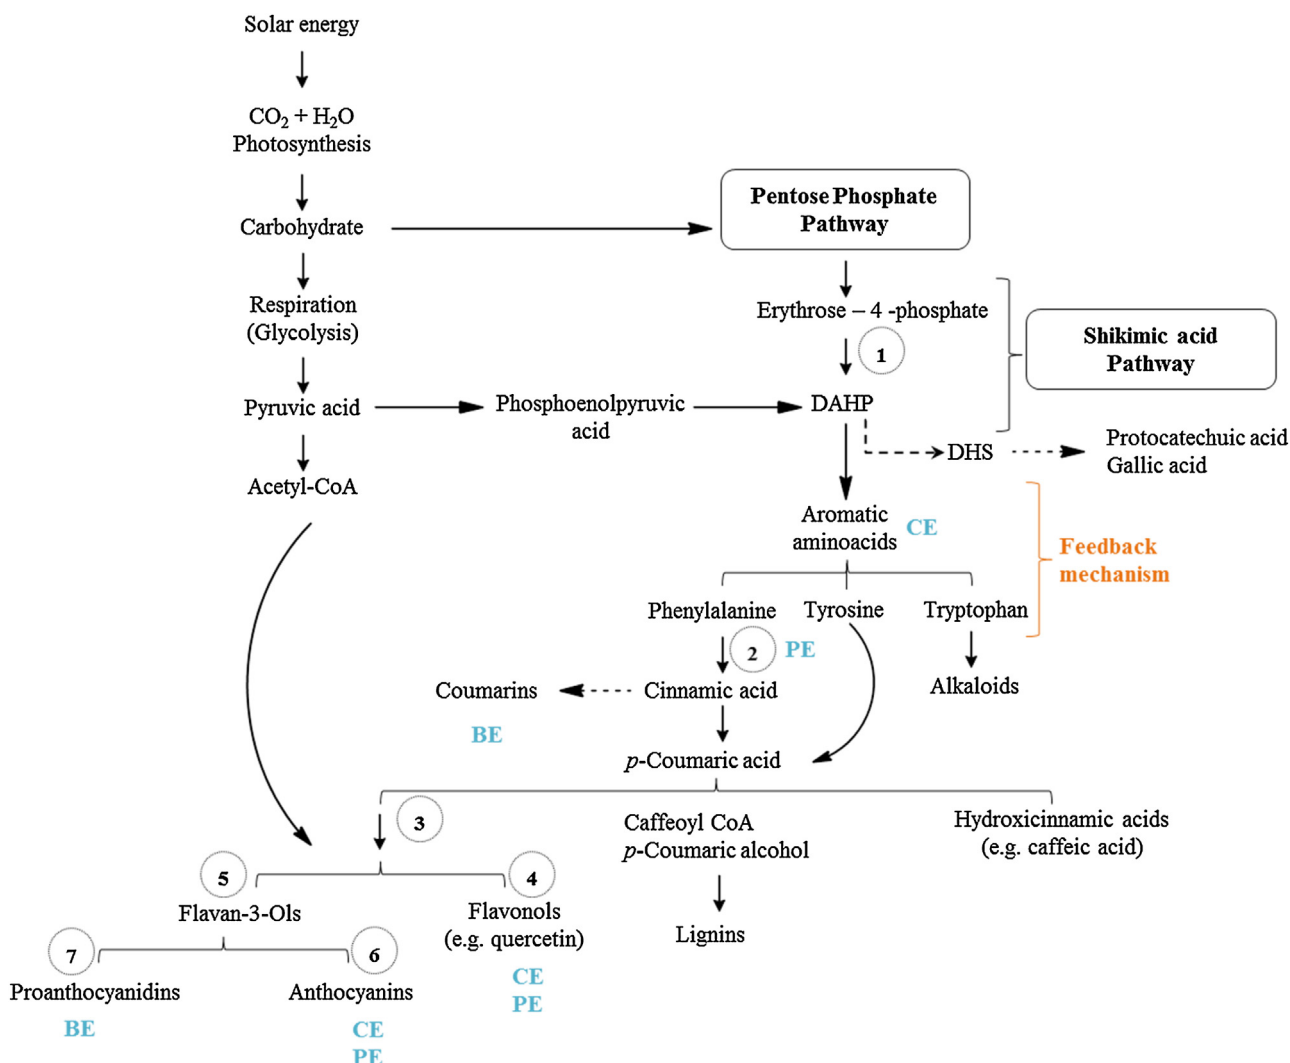 Solar energy
CO₂ + H₂O
Photosynthesis
Carbohydrate
Pentose Phosphate
Pathway
Respiration
(Glycolysis)
Erythrose – 4 -phosphate
1
Shikimic acid
Pathway
Pyruvic acid
Phosphoenolpyruvic
acid
DAHP
DHS
Protocatechuic acid
Gallic acid
Acetyl-CoA
Aromatic
aminoacids
CE
Feedback
mechanism
Phenylalanine
Tyrosine
Tryptophan
2
PE
Coumarins
Cinnamic acid
Alkaloids
BE
p-Coumaric acid
3
Caffeoyl CoA
p-Coumaric alcohol
Hydroxicinnamic acids
(e.g. caffeic acid)
5
4
Flavan-3-Ols
Flavonols
(e.g. quercetin)
Lignins
7
6
Proanthocyanidins
Anthocyanins
CE
PE
BE
CE
PE